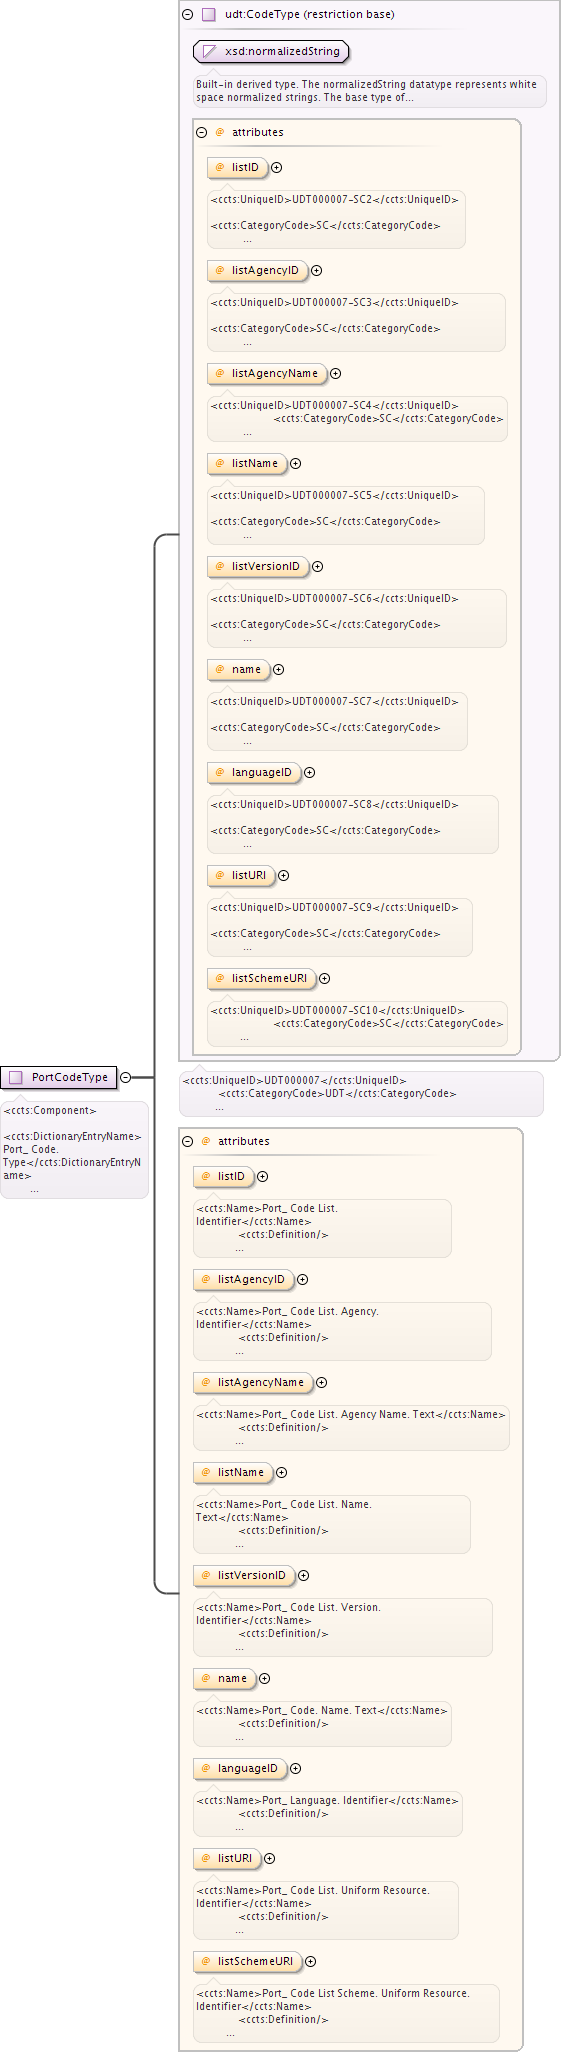 udt:CodeType (restriction base)
xsd:normalizedString
Built-in derived type. The normalizedString datatype represents white
space normalized strings. The base type of...
@ attributes
@ listID
<ccts:UniqueID>UDT000007-SC2</ccts:UniqueID>
<ccts:CategoryCode>SC</ccts:CategoryCode>
...
@ listAgencyID
<ccts:UniqueID>UDT000007-SC3</ccts:UniqueID>
<ccts:CategoryCode>SC</ccts:CategoryCode>
...
@ listAgencyName
<ccts:UniqueID>UDT000007-SC4</ccts:UniqueID>
<ccts:CategoryCode>SC</ccts:CategoryCode>
...
@ listName
<ccts:UniqueID>UDT000007-SC5</ccts:UniqueID>
<ccts:CategoryCode>SC</ccts:CategoryCode>
...
@ listVersionID
<ccts:UniqueID>UDT000007-SC6</ccts:UniqueID>
<ccts:CategoryCode>SC</ccts:CategoryCode>
...
@ name
<ccts:UniqueID>UDT000007-SC7</ccts:UniqueID>
<ccts:CategoryCode>SC</ccts:CategoryCode>
...
@ languageID
<ccts:UniqueID>UDT000007-SC8</ccts:UniqueID>
<ccts:CategoryCode>SC</ccts:CategoryCode>
...
@ listURI
<ccts:UniqueID>UDT000007-SC9</ccts:UniqueID>
<ccts:CategoryCode>SC</ccts:CategoryCode>
...
@ listSchemeURI
<ccts:UniqueID>UDT000007-SC10</ccts:UniqueID>
<ccts:CategoryCode>SC</ccts:CategoryCode>
...
PortCodeType
<ccts:Component>
<ccts:DictionaryEntryName>
Port_ Code.
Type</ccts:DictionaryEntryN
ame>
...
<ccts:UniqueID>UDT000007</ccts:UniqueID>
<ccts:CategoryCode>UDT</ccts:CategoryCode>
...
@ attributes
@ listID
<ccts:Name>Port_ Code List.
Identifier</ccts:Name>
<ccts:Definition/>
...
@ listAgencyID
<ccts:Name>Port_ Code List. Agency.
Identifier</ccts:Name>
<ccts:Definition/>
...
@ listAgencyName
<ccts:Name>Port_ Code List. Agency Name. Text</ccts:Name>
<ccts:Definition/>
...
@ listName
<ccts:Name>Port_ Code List. Name.
Text</ccts:Name>
<ccts:Definition/>
...
@ listVersionID
<ccts:Name>Port_ Code List. Version.
Identifier</ccts:Name>
<ccts:Definition/>
...
@ name
<ccts:Name>Port_ Code. Name. Text</ccts:Name>
<ccts:Definition/>
...
@ languageID
<ccts:Name>Port_ Language. Identifier</ccts:Name>
<ccts:Definition/>
...
@ listURI
<ccts:Name>Port_ Code List. Uniform Resource.
Identifier</ccts:Name>
<ccts:Definition/>
...
@ listSchemeURI
<ccts:Name>Port_ Code List Scheme. Uniform Resource.
Identifier</ccts:Name>
<ccts:Definition/>
...